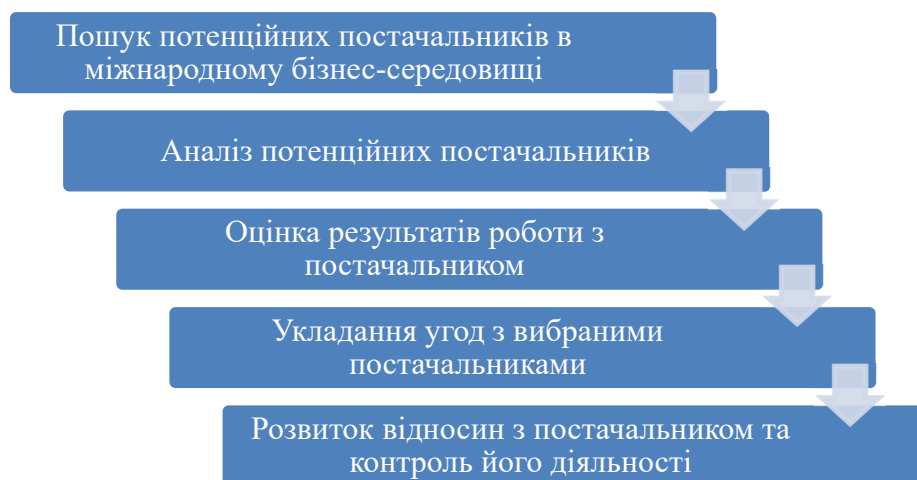 Пошук потенційних постачальників в
міжнародному бізнес-середовищі
Аналіз потенційних постачальників
Оцінка результатів роботи з
постачальником
Укладання угод з вибраними
постачальниками
Розвиток відносин з постачальником та
контроль його діяльності